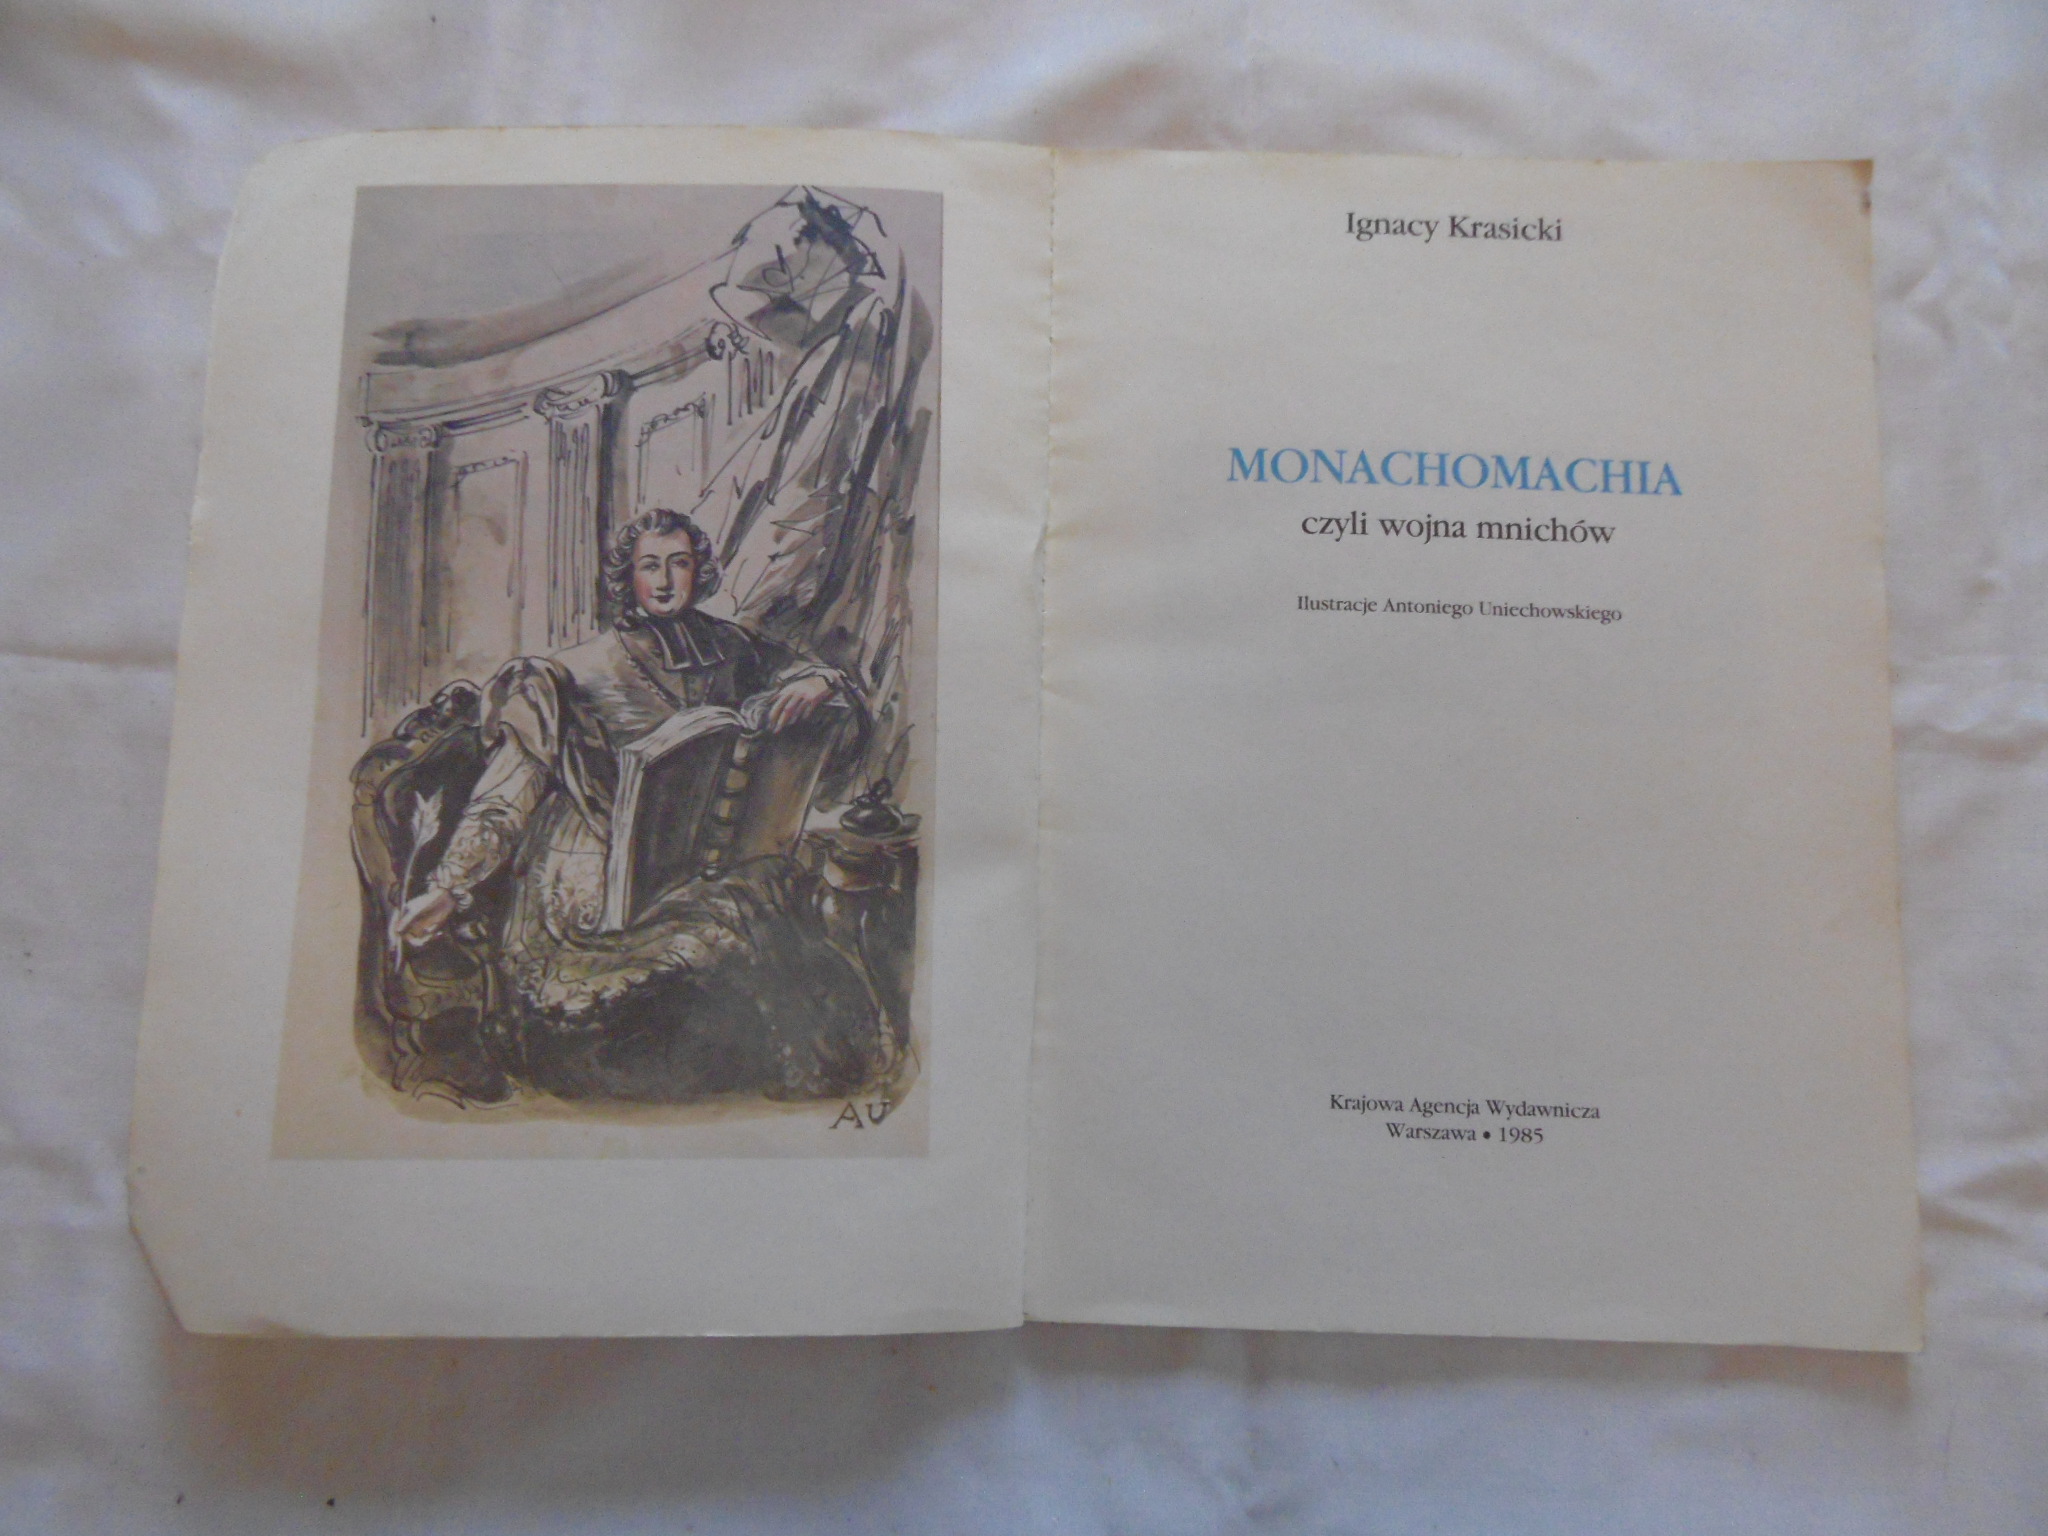 AU
Ignacy Krasicki
MONACHOMACHIA
czyli wojna mnichów
Ilustracje Antoniego Uniechowskiego
Krajowa Agencja Wydawnicza
Warszawa • 1985